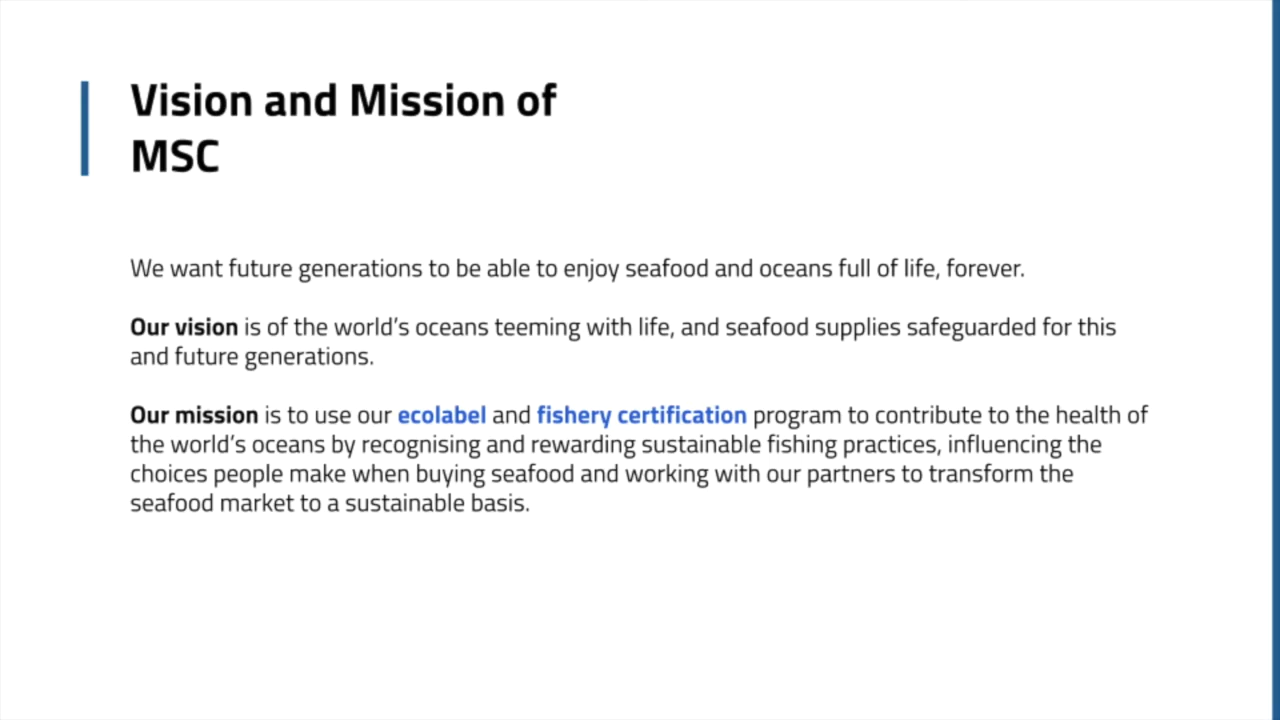 Vision and Mission of
MSC
We want future generations to be able to enjoy seafood and oceans full of life, forever.
Our vision is of the world’s oceans teeming with life, and seafood supplies safeguarded for this
and future generations.
Our mission is to use our ecolabel and fishery certification program to contribute to the health of
the world’s oceans by recognising and rewarding sustainable fishing practices, influencing the
choices people make when buying seafood and working with our partners to transform the
seafood market to a sustainable basis.